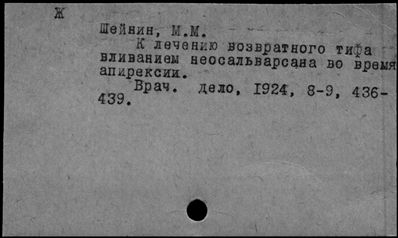 Ж
Шейнин, М.М.
К лечению возвратного тифа
вливанием неосальварсана во время
апирексии.
Врач. дело, 1924, 8-9, 436-
439.